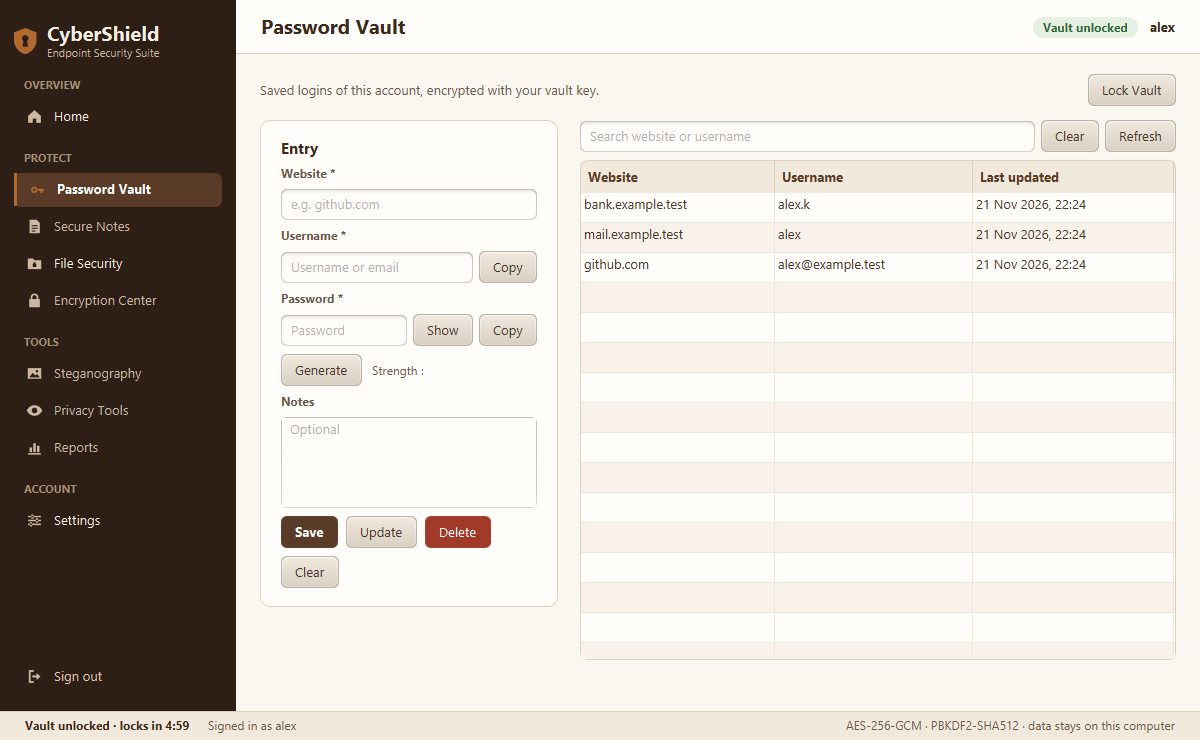 CyberShield
Endpoint Security Suite
OVERVIEW
Home
PROTECT
Password Vault
Secure Notes
File Security
Encryption Center
TOOLS
Steganography
Privacy Tools
Reports
ACCOUNT
Settings
Sign out
Password Vault
Vault unlocked alex
Saved logins of this account, encrypted with your vault key.
Lock Vault
Entry
Website *
e.g. github.com
Username *
Username or email Copy
Password *
Password Show Copy
Generate Strength :
Notes
Optional
Save Update Delete
Clear
Search website or username Clear Refresh
Website Username Last updated
bank.example.test alex.k 21 Nov 2026, 22:24
mail.example.test alex 21 Nov 2026, 22:24
github.com alex@example.test 21 Nov 2026, 22:24
Vault unlocked · locks in 4:59 Signed in as alex
AES-256-GCM · PBKDF2-SHA512 · data stays on this computer